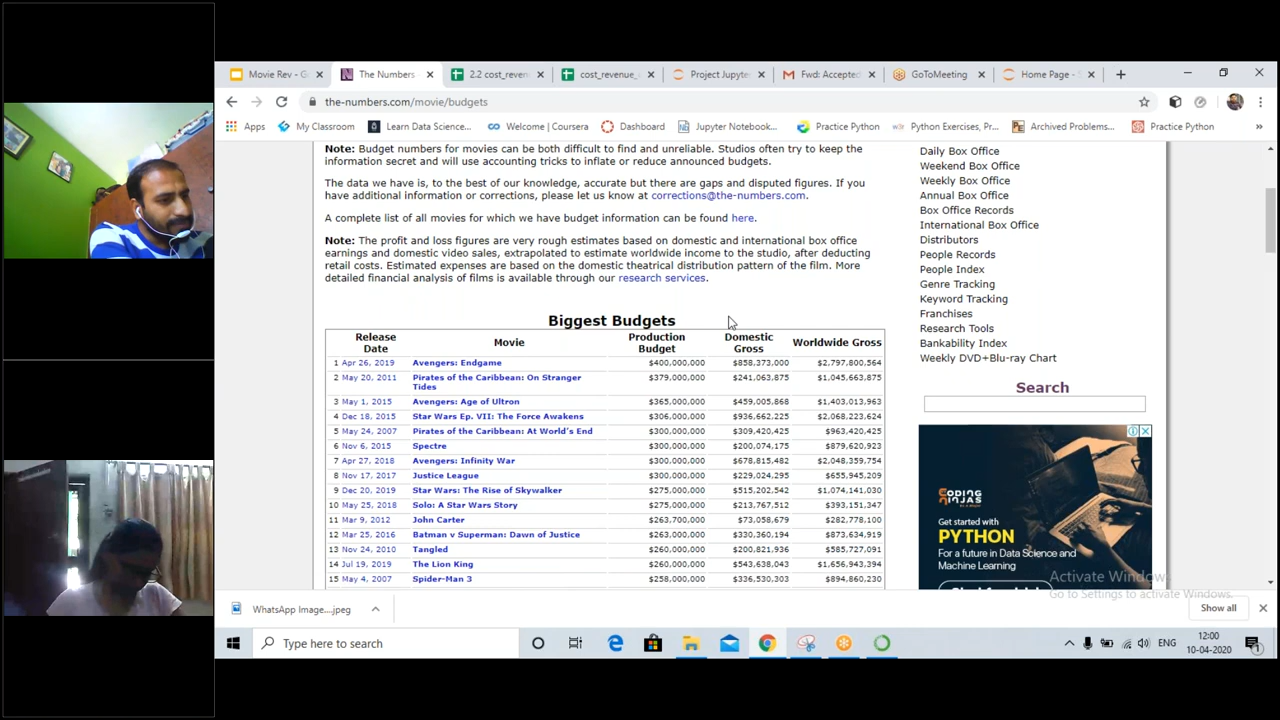 Movie Rev - G
The Numbers
2.2 cost_reven
cost_revenue_
Project Jupyte
Fwd: Accepted
GoToMeeting
Home Page - S
the-numbers.com/movie/budgets
Apps
My Classroom
Learn Data Science...
Welcome | Coursera
Dashboard
Jupyter Notebook...
Practice Python
Python Exercises, Pr...
Archived Problems...
Practice Python
Note: Budget numbers for movies can be both difficult to find and unreliable. Studios often try to keep the
information secret and will use accounting tricks to inflate or reduce announced budgets.
The data we have is, to the best of our knowledge, accurate but there are gaps and disputed figures. If you
have additional information or corrections, please let us know at corrections@the-numbers.com.
A complete list of all movies for which we have budget information can be found here.
Note: The profit and loss figures are very rough estimates based on domestic and international box office
earnings and domestic video sales, extrapolated to estimate worldwide income to the studio, after deducting
retail costs. Estimated expenses are based on the domestic theatrical distribution pattern of the film. More
detailed financial analysis of films is available through our research services.
Biggest Budgets
Release Date Movie Production Budget Domestic Gross Worldwide Gross
1 Apr 26, 2019 Avengers: Endgame $400,000,000 $858,373,000 $2,797,800,564
2 May 20, 2011 Pirates of the Caribbean: On Stranger Tides $379,000,000 $241,063,875 $1,045,663,875
3 May 1, 2015 Avengers: Age of Ultron $365,000,000 $459,005,868 $1,403,013,963
4 Dec 18, 2015 Star Wars Ep. VII: The Force Awakens $306,000,000 $936,662,225 $2,068,223,624
5 May 24, 2007 Pirates of the Caribbean: At World's End $300,000,000 $309,420,425 $963,420,425
6 Nov 6, 2015 Spectre $300,000,000 $200,074,175 $879,620,923
7 Apr 27, 2018 Avengers: Infinity War $300,000,000 $678,815,482 $2,048,359,754
8 Nov 17, 2017 Justice League $300,000,000 $229,024,295 $655,945,209
9 Dec 20, 2019 Star Wars: The Rise of Skywalker $275,000,000 $515,202,542 $1,074,141,030
10 May 25, 2018 Solo: A Star Wars Story $275,000,000 $213,767,512 $393,151,347
11 Mar 9, 2012 John Carter $263,700,000 $73,058,679 $282,778,100
12 Mar 25, 2016 Batman v Superman: Dawn of Justice $263,000,000 $330,360,194 $873,634,919
13 Nov 24, 2010 Tangled $260,000,000 $200,821,936 $585,727,091
14 Jul 19, 2019 The Lion King $260,000,000 $543,638,043 $1,656,943,394
15 May 4, 2007 Spider-Man 3 $258,000,000 $336,530,303 $894,860,230
Daily Box Office
Weekend Box Office
Weekly Box Office
Annual Box Office
Box Office Records
International Box Office
Distributors
People Records
People Index
Genre Tracking
Keyword Tracking
Franchises
Research Tools
Bankability Index
Weekly DVD+Blu-ray Chart
Search
CODING
NINJAS
Get started with
PYTHON
For a future in Data Science and
Machine Learning
Activate Windows
Go to Settings to activate Windows.
WhatsApp Image....jpeg
Show all
Type here to search
ENG
12:00
10-04-2020